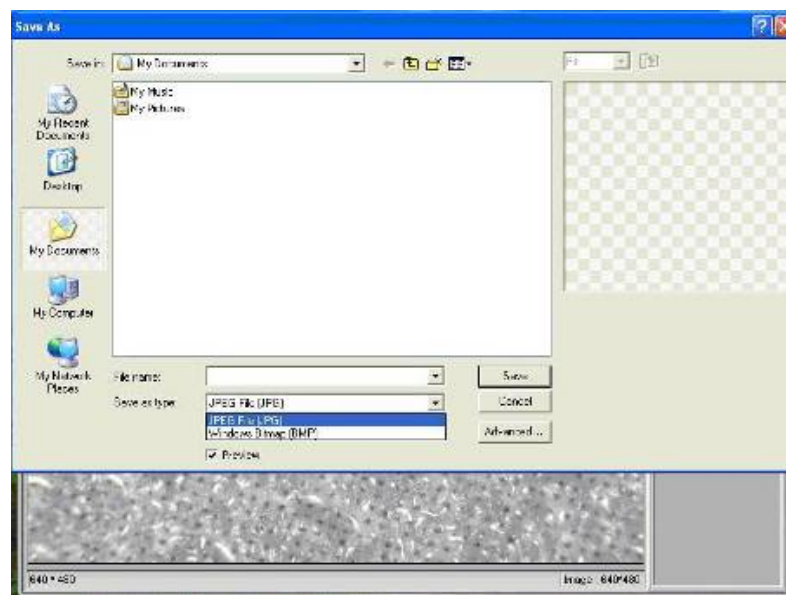 Save As
Save in: My Documents
My Music
My Pictures
My Recent
Documents
Desktop
My Documents
My Computer
My Network
Places
File name:
Save
Save as type: JPEG File (JPG)
Cancel
JPEG File (JPG)
Windows Bitmap (BMP)
Advanced...
Preview
640 * 480
Image : 640*480